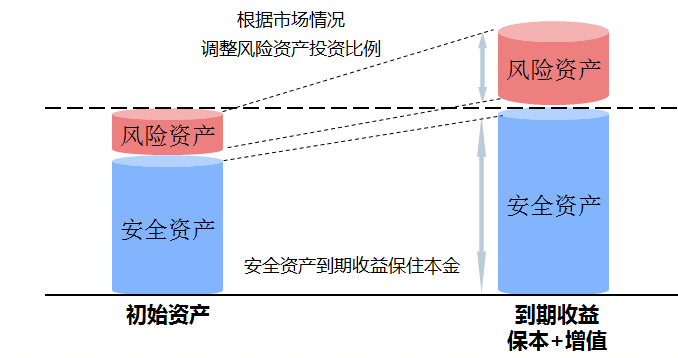 根据市场情况
调整风险资产投资比例
风险资产
风险资产
安全资产
安全资产
安全资产到期收益保住本金
初始资产
到期收益
保本+增值